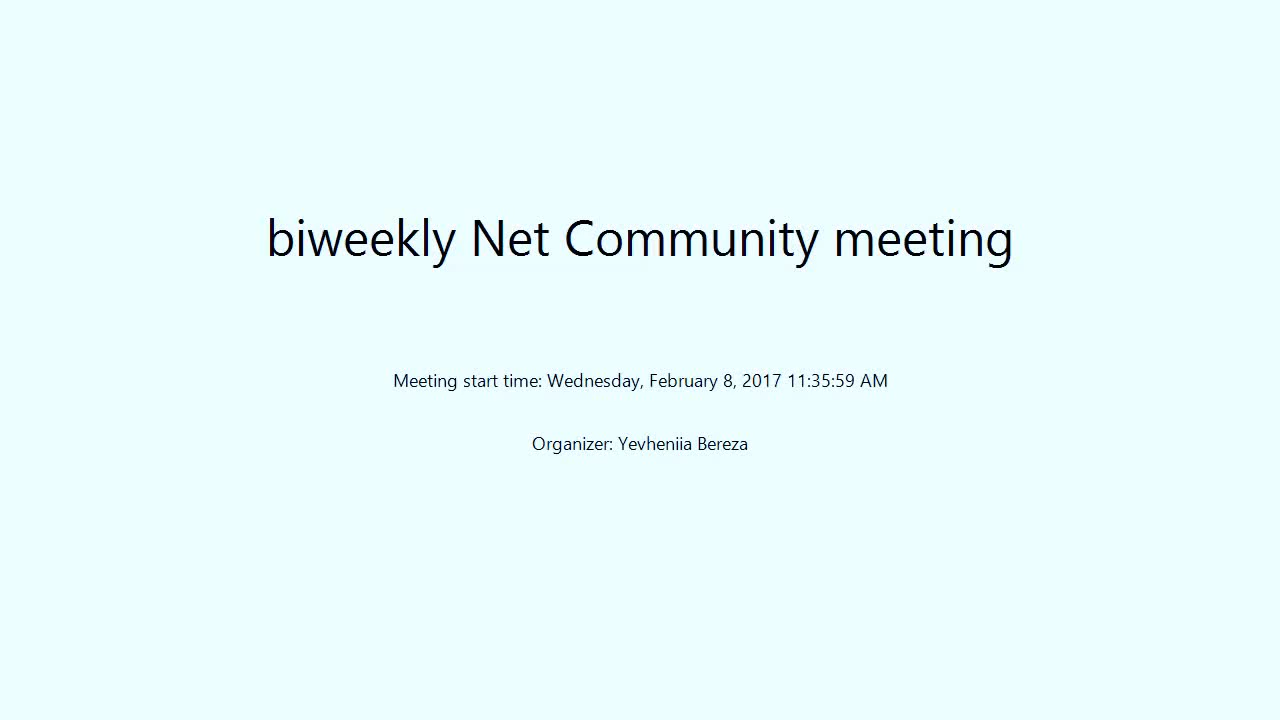 biweekly Net Community meeting
Meeting start time: Wednesday, February 8, 2017 11:35:59 AM
Organizer: Yevheniia Bereza